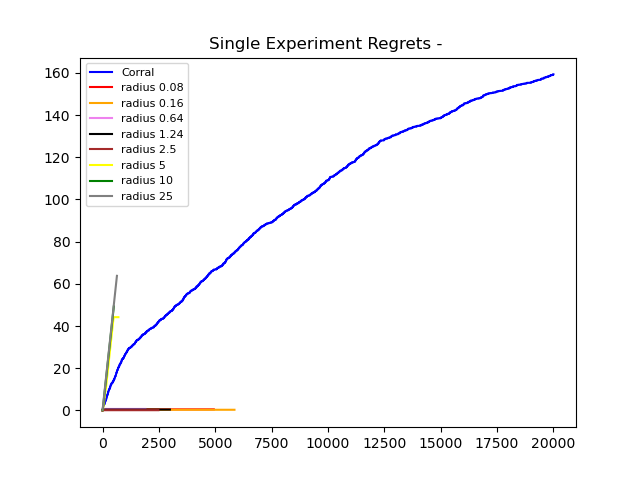 Single Experiment Regrets -
Corral
radius 0.08
radius 0.16
radius 0.64
radius 1.24
radius 2.5
radius 5
radius 10
radius 25
160
140
120
100
80
60
40
20
0
0 2500 5000 7500 10000 12500 15000 17500 20000